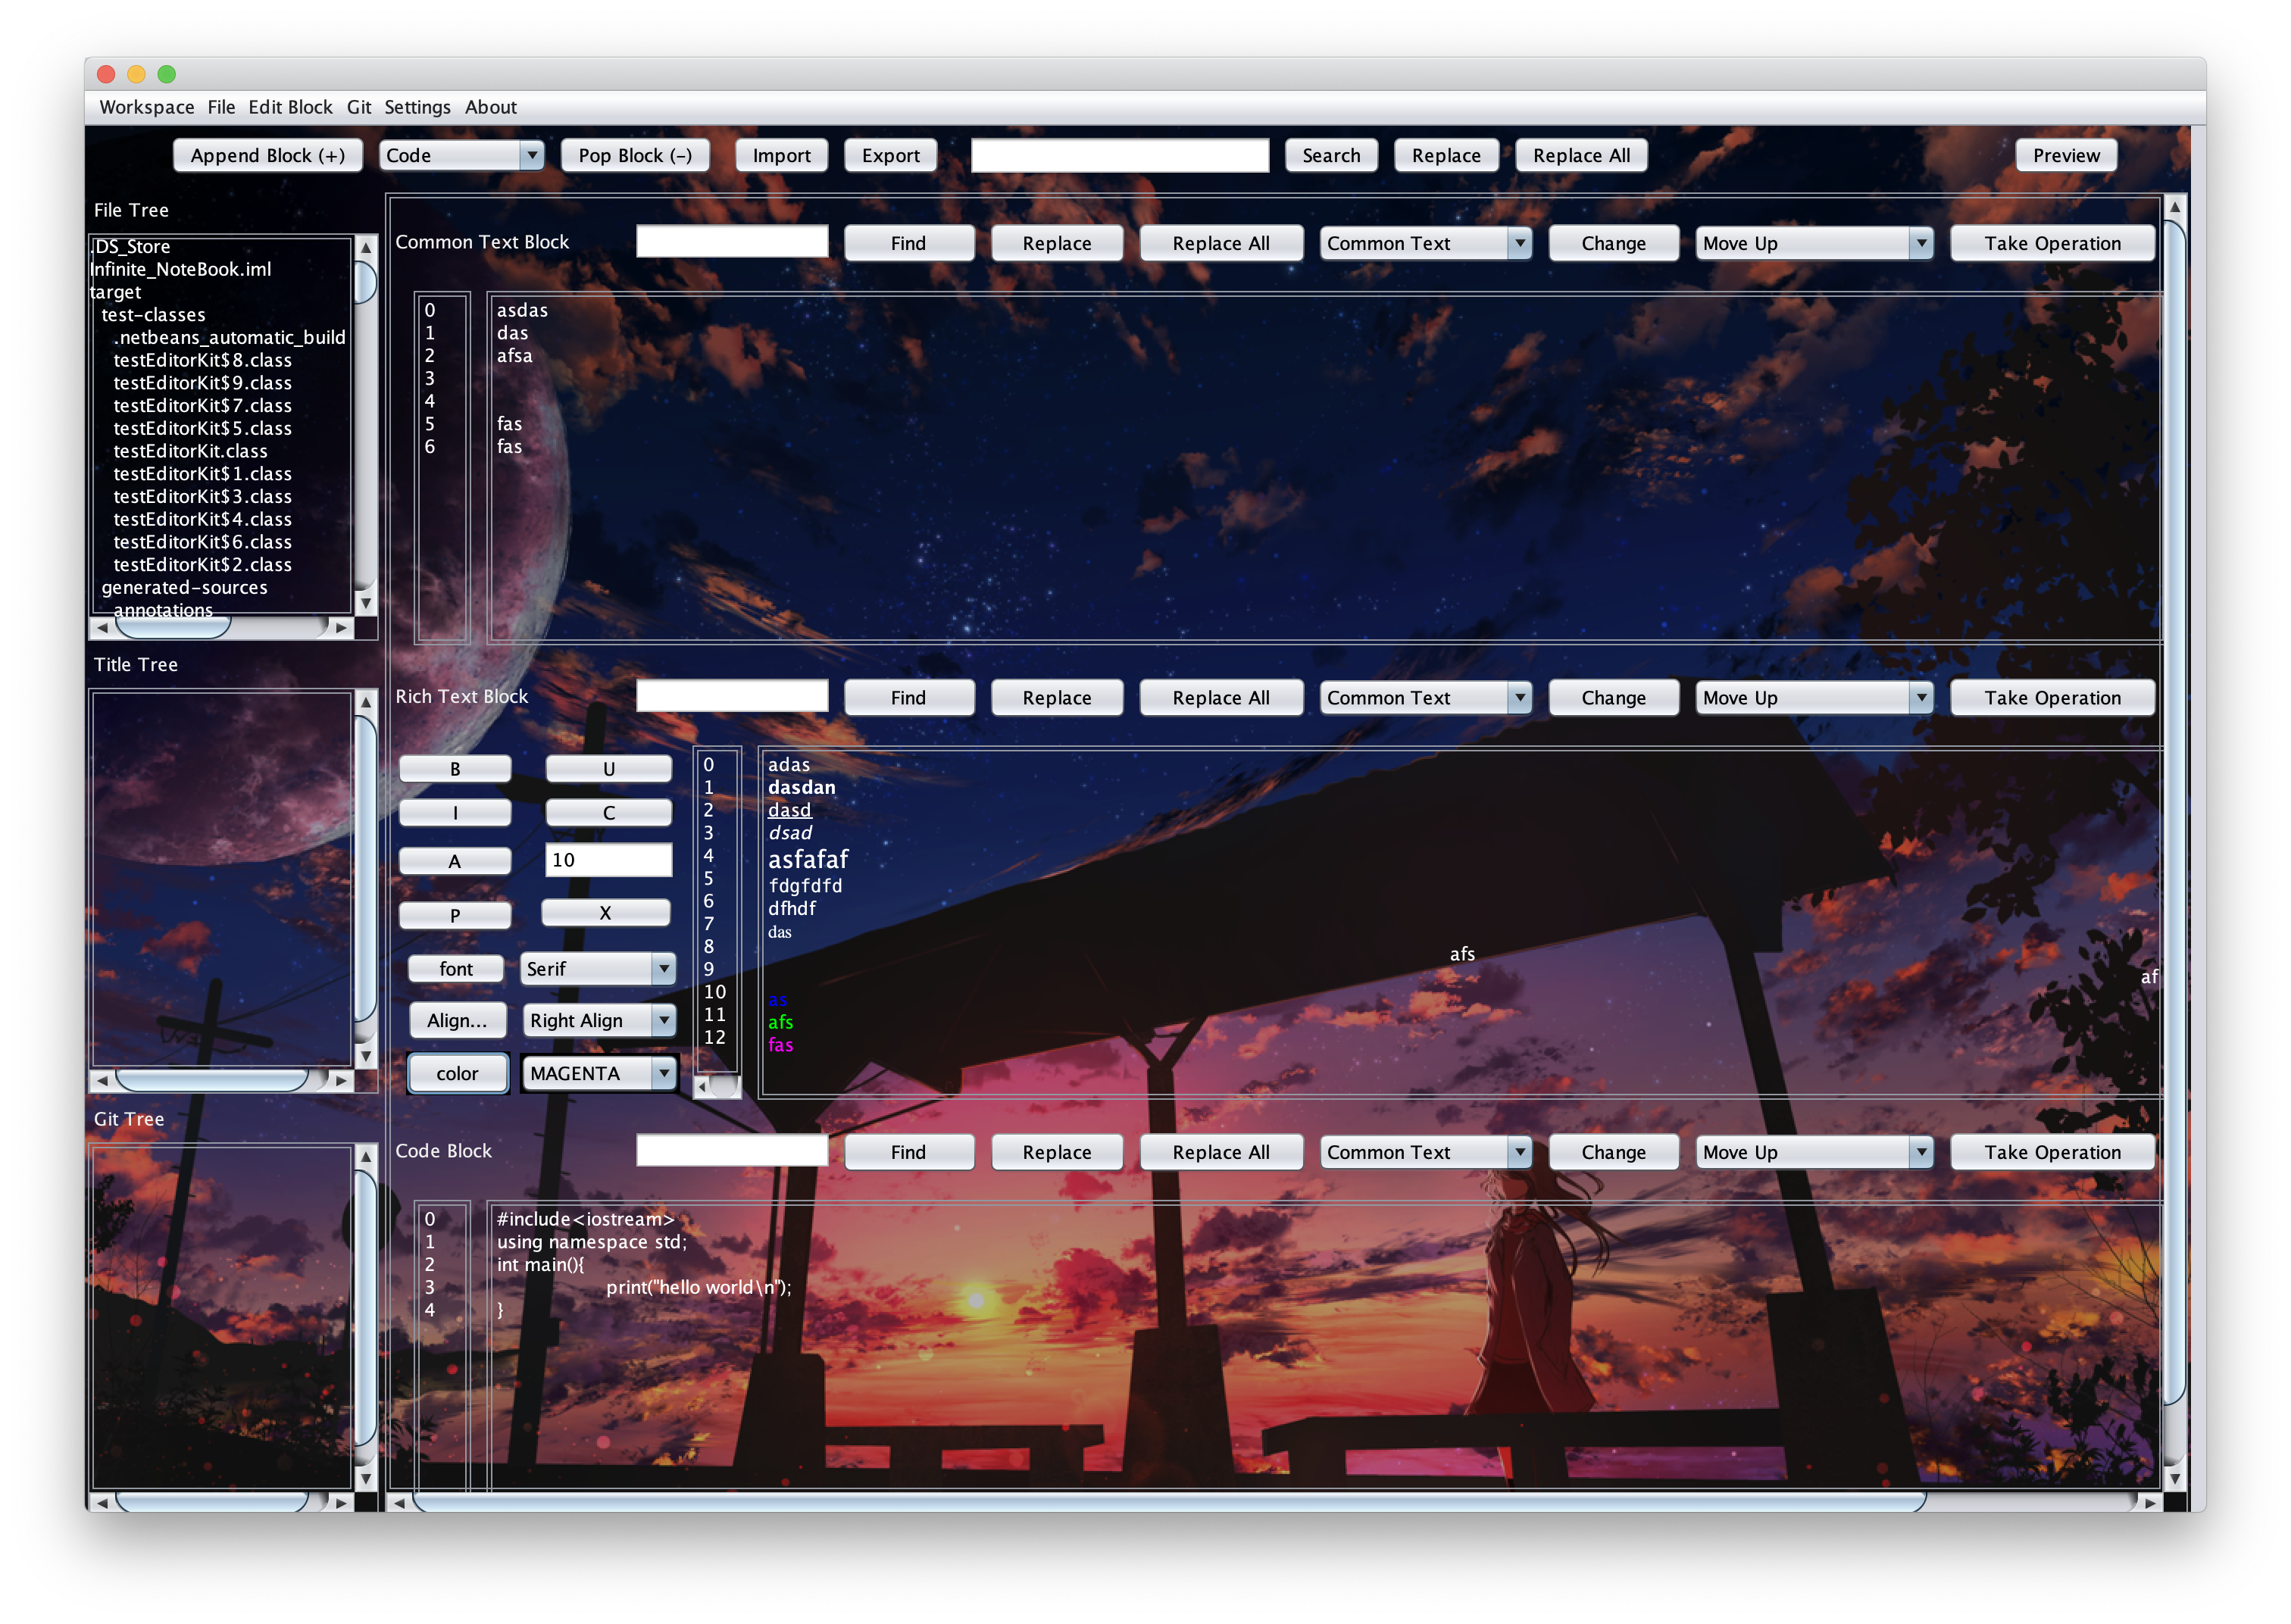 Workspace File Edit Block Git Settings About
Append Block (+) Code Pop Block (-) Import Export Search Replace Replace All Preview
File Tree
.DS_Store
Infinite_NoteBook.iml
target
test-classes
.netbeans_automatic_build
testEditorKit$8.class
testEditorKit$9.class
testEditorKit$7.class
testEditorKit$5.class
testEditorKit.class
testEditorKit$1.class
testEditorKit$3.class
testEditorKit$4.class
testEditorKit$6.class
testEditorKit$2.class
generated-sources
annotations
Title Tree
Git Tree
Common Text Block Find Replace Replace All Common Text Change Move Up Take Operation
0 asdas
1 das
2 afsa
3
4
5 fas
6 fas
Rich Text Block Find Replace Replace All Common Text Change Move Up Take Operation
B U
I C
A 10
P X
font Serif
Align... Right Align
color MAGENTA
0 adas
1 dasdan
2 dasd
3 dsad
4 asfafaf
5 fdgfdfd
6 dfhdf
7 das
8 afs
9 af
10 as
11 afs
12 fas
Code Block Find Replace Replace All Common Text Change Move Up Take Operation
0 #include<iostream>
1 using namespace std;
2 int main(){
3 print("hello world\n");
4 }